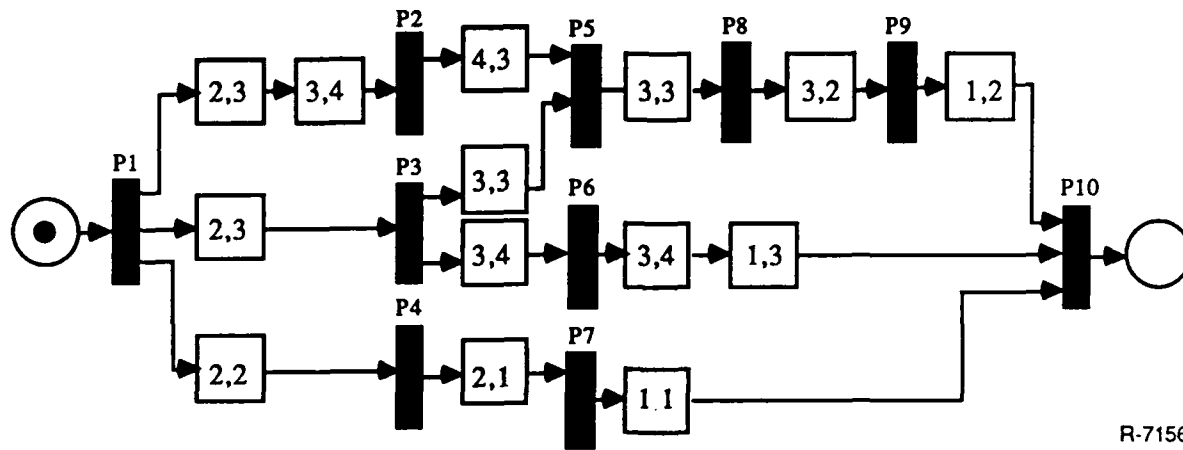 P2
P5
P8
P9
4,3
2,3
3,4
3,3
3,2
1,2
P1
P3
3,3
P6
P10
2,3
3,4
3,4
1,3
P4
P7
2,2
2,1
1.1
R-7156